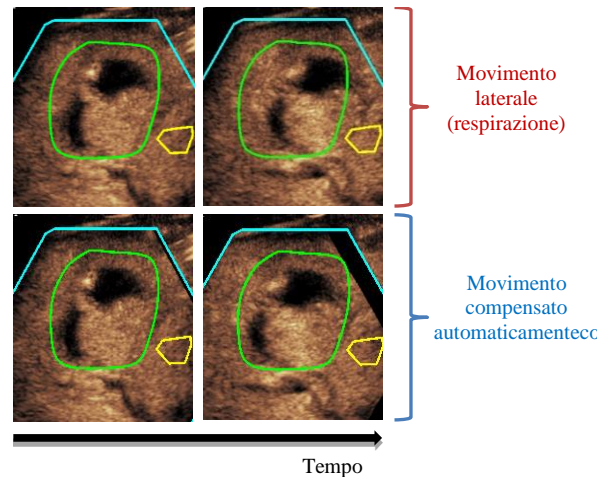 Movimento
laterale
(respirazione)
Movimento
compensato
automaticamenteco
Tempo